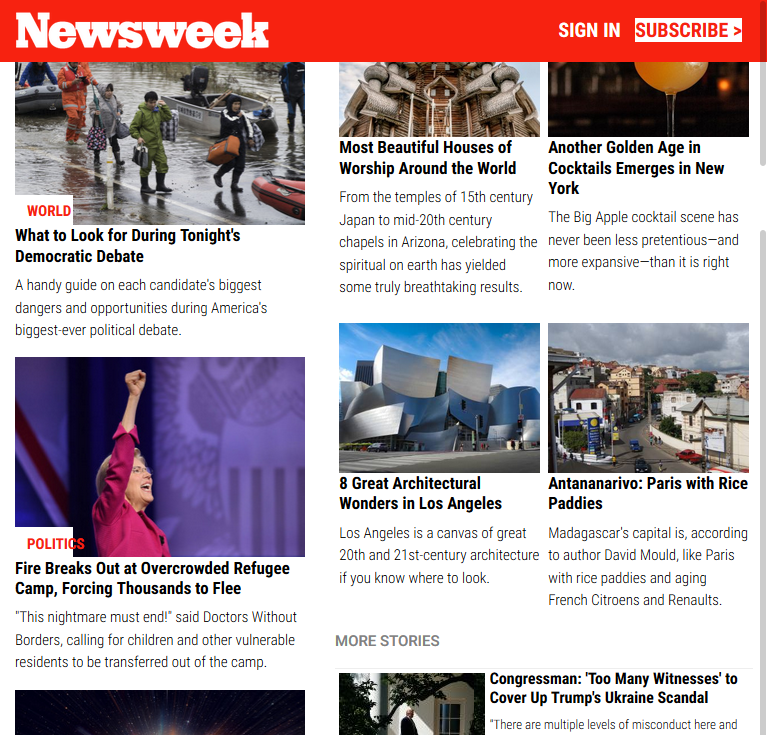 Newsweek
SIGN IN
SUBSCRIBE >
WORLD
What to Look for During Tonight's
Democratic Debate
A handy guide on each candidate's biggest
dangers and opportunities during America's
biggest-ever political debate.
POLITICS
Fire Breaks Out at Overcrowded Refugee
Camp, Forcing Thousands to Flee
"This nightmare must end!" said Doctors Without
Borders, calling for children and other vulnerable
residents to be transferred out of the camp.
Most Beautiful Houses of
Worship Around the World
From the temples of 15th century
Japan to mid-20th century
chapels in Arizona, celebrating the
spiritual on earth has yielded
some truly breathtaking results.
Another Golden Age in
Cocktails Emerges in New
York
The Big Apple cocktail scene has
never been less pretentious—and
more expansive—than it is right
now.
8 Great Architectural
Wonders in Los Angeles
Los Angeles is a canvas of great
20th and 21st-century architecture
if you know where to look.
Antananarivo: Paris with Rice
Paddies
Madagascar's capital is, according
to author David Mould, like Paris
with rice paddies and aging
French Citroens and Renaults.
MORE STORIES
Congressman: 'Too Many Witnesses' to
Cover Up Trump's Ukraine Scandal
"There are multiple levels of misconduct here and